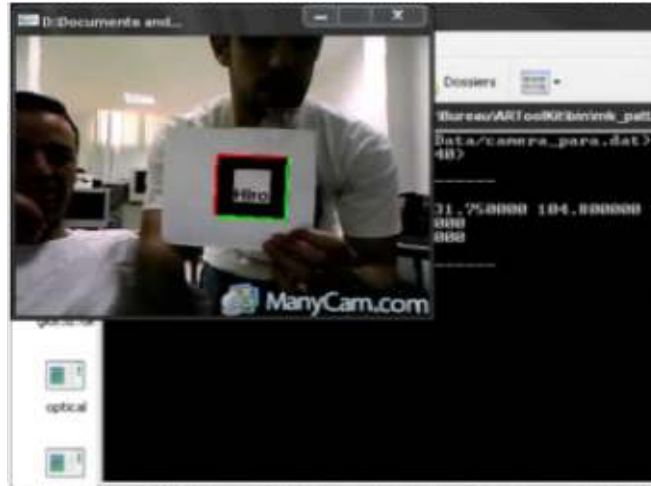 D:\Documents and...
Dossiers
\Bureau\ARToolKit\bin\mk_patt
Data/camera_para.dat>
40>
------
31.750000 104.800000
000
000
------
Hiro
ManyCam.com
optical